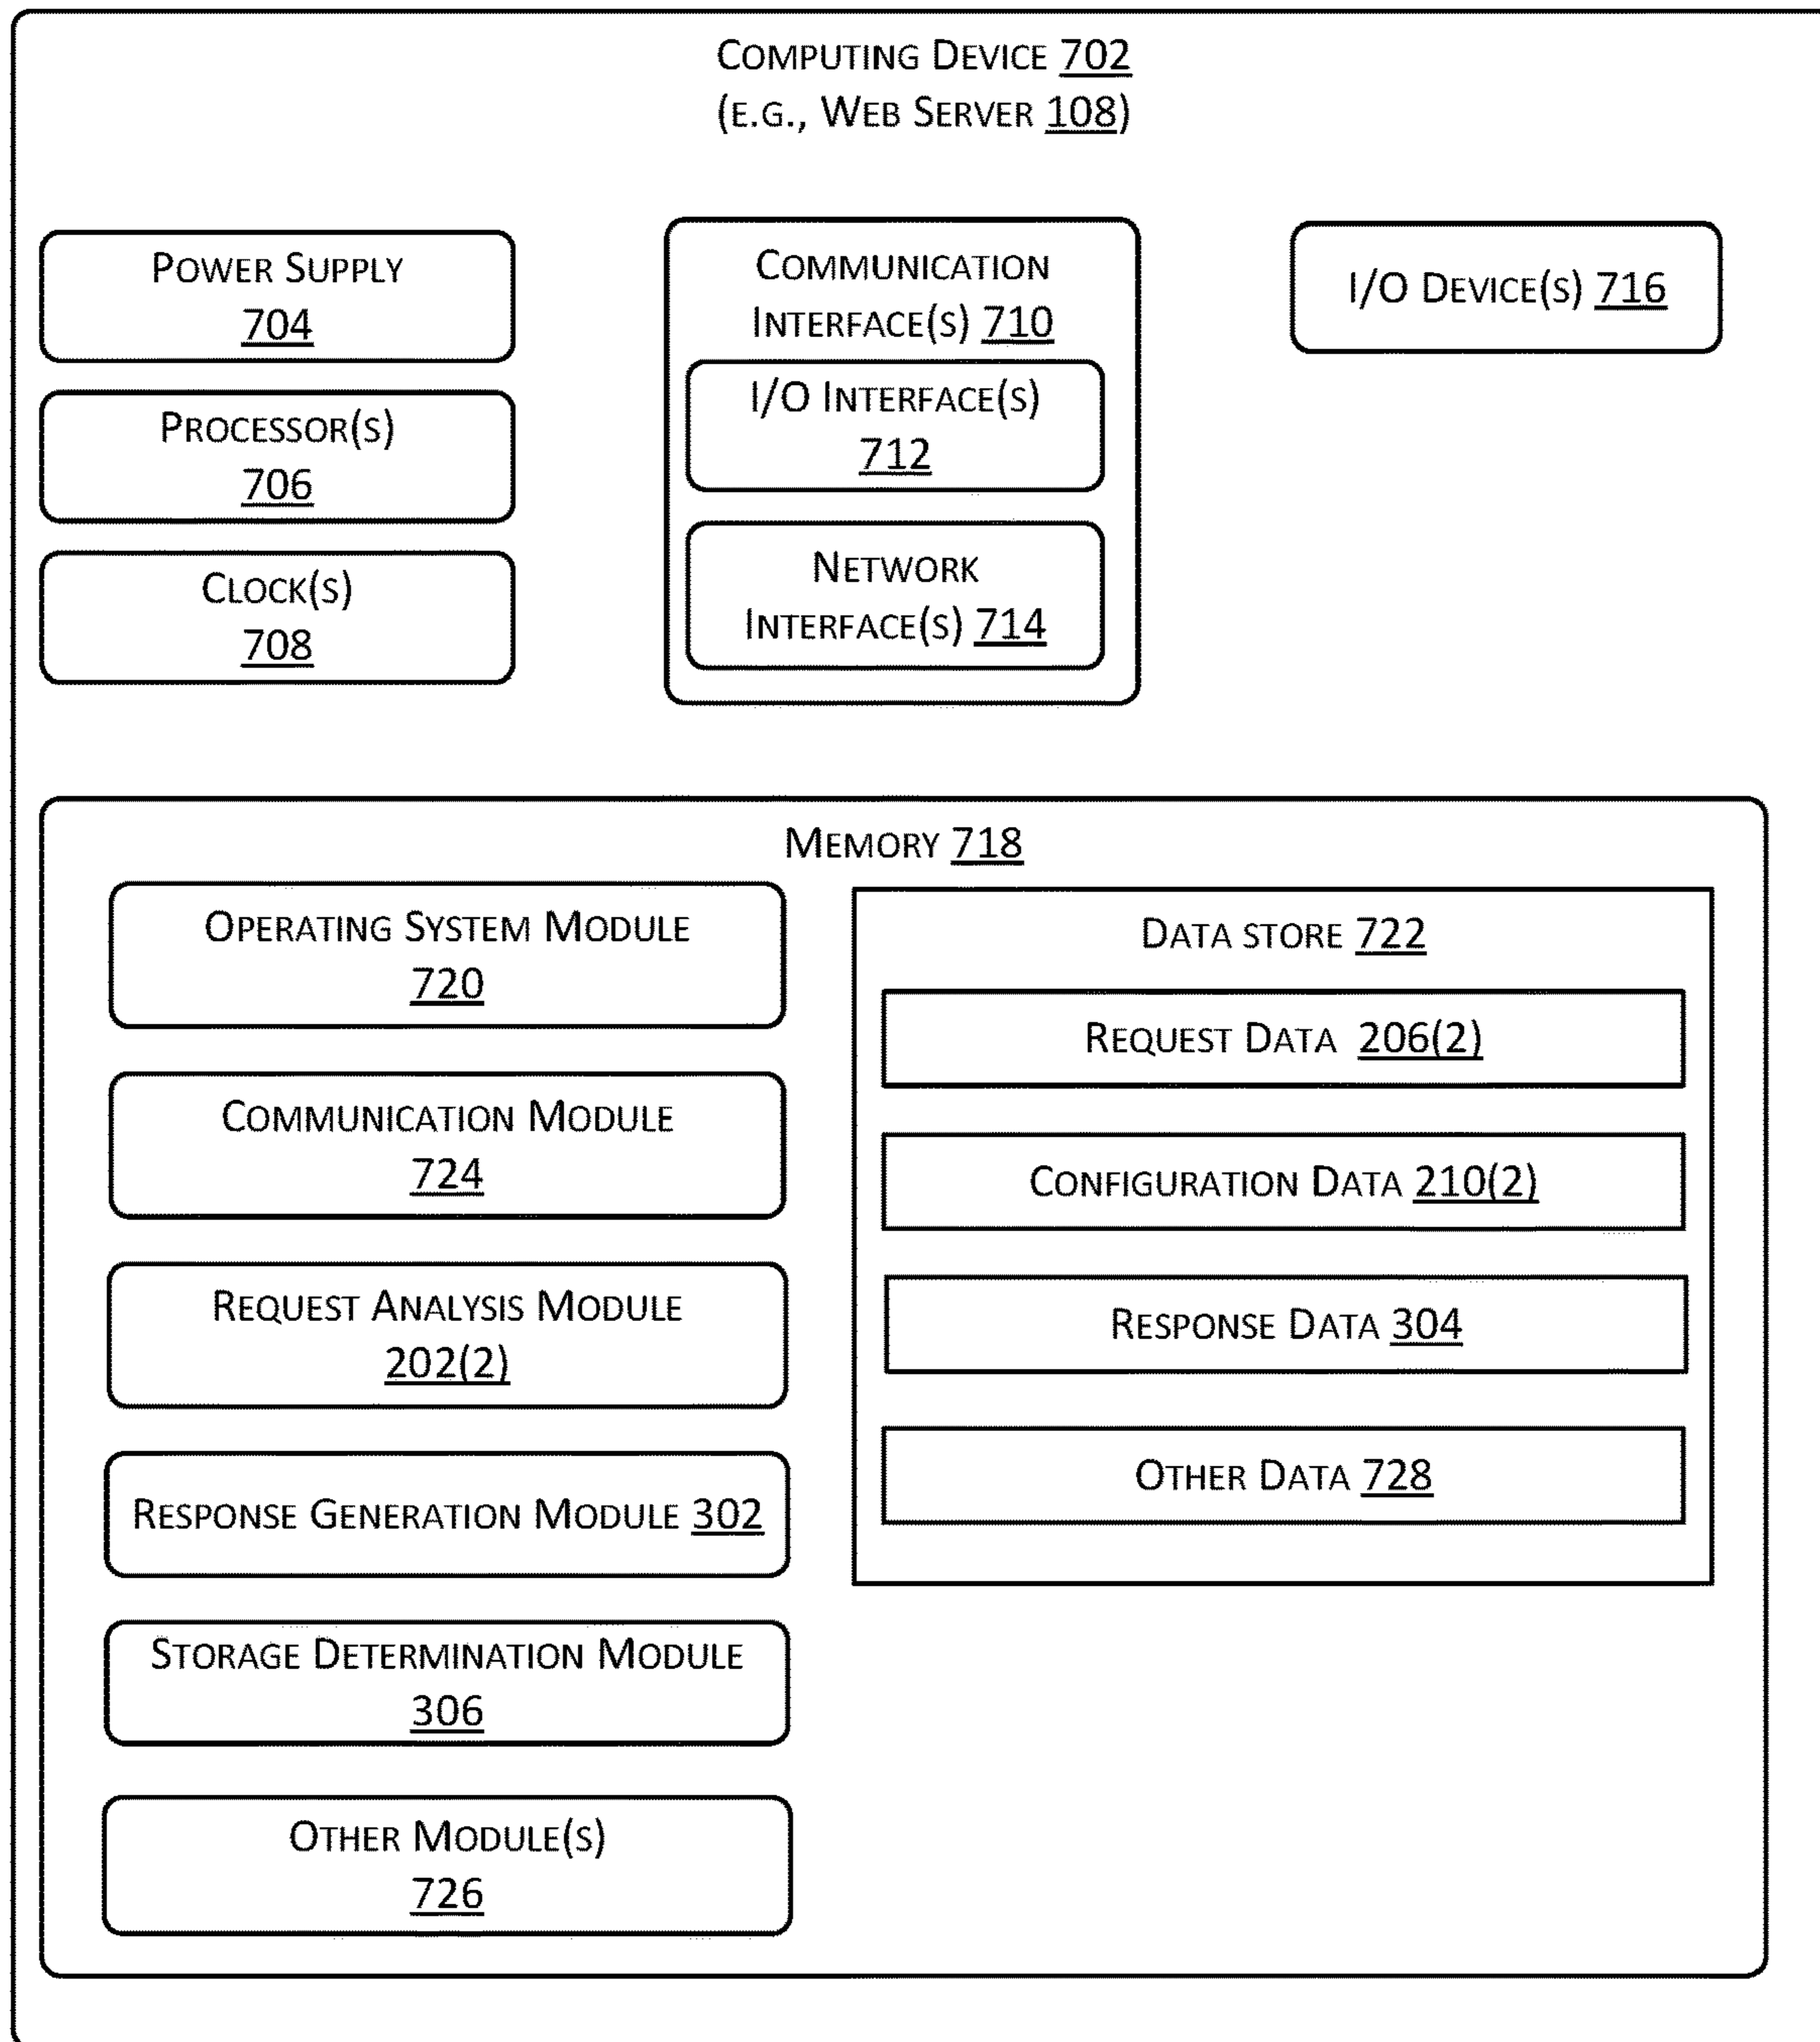 COMPUTING DEVICE 702
(E.G., WEB SERVER 108)
POWER SUPPLY
704
PROCESSOR(S)
706
CLOCK(S)
708
COMMUNICATION
INTERFACE(S) 710
I/O INTERFACE(S)
712
NETWORK
INTERFACE(S) 714
I/O DEVICE(S) 716
MEMORY 718
OPERATING SYSTEM MODULE
720
COMMUNICATION MODULE
724
REQUEST ANALYSIS MODULE
202(2)
RESPONSE GENERATION MODULE 302
STORAGE DETERMINATION MODULE
306
OTHER MODULE(S)
726
DATA STORE 722
REQUEST DATA 206(2)
CONFIGURATION DATA 210(2)
RESPONSE DATA 304
OTHER DATA 728